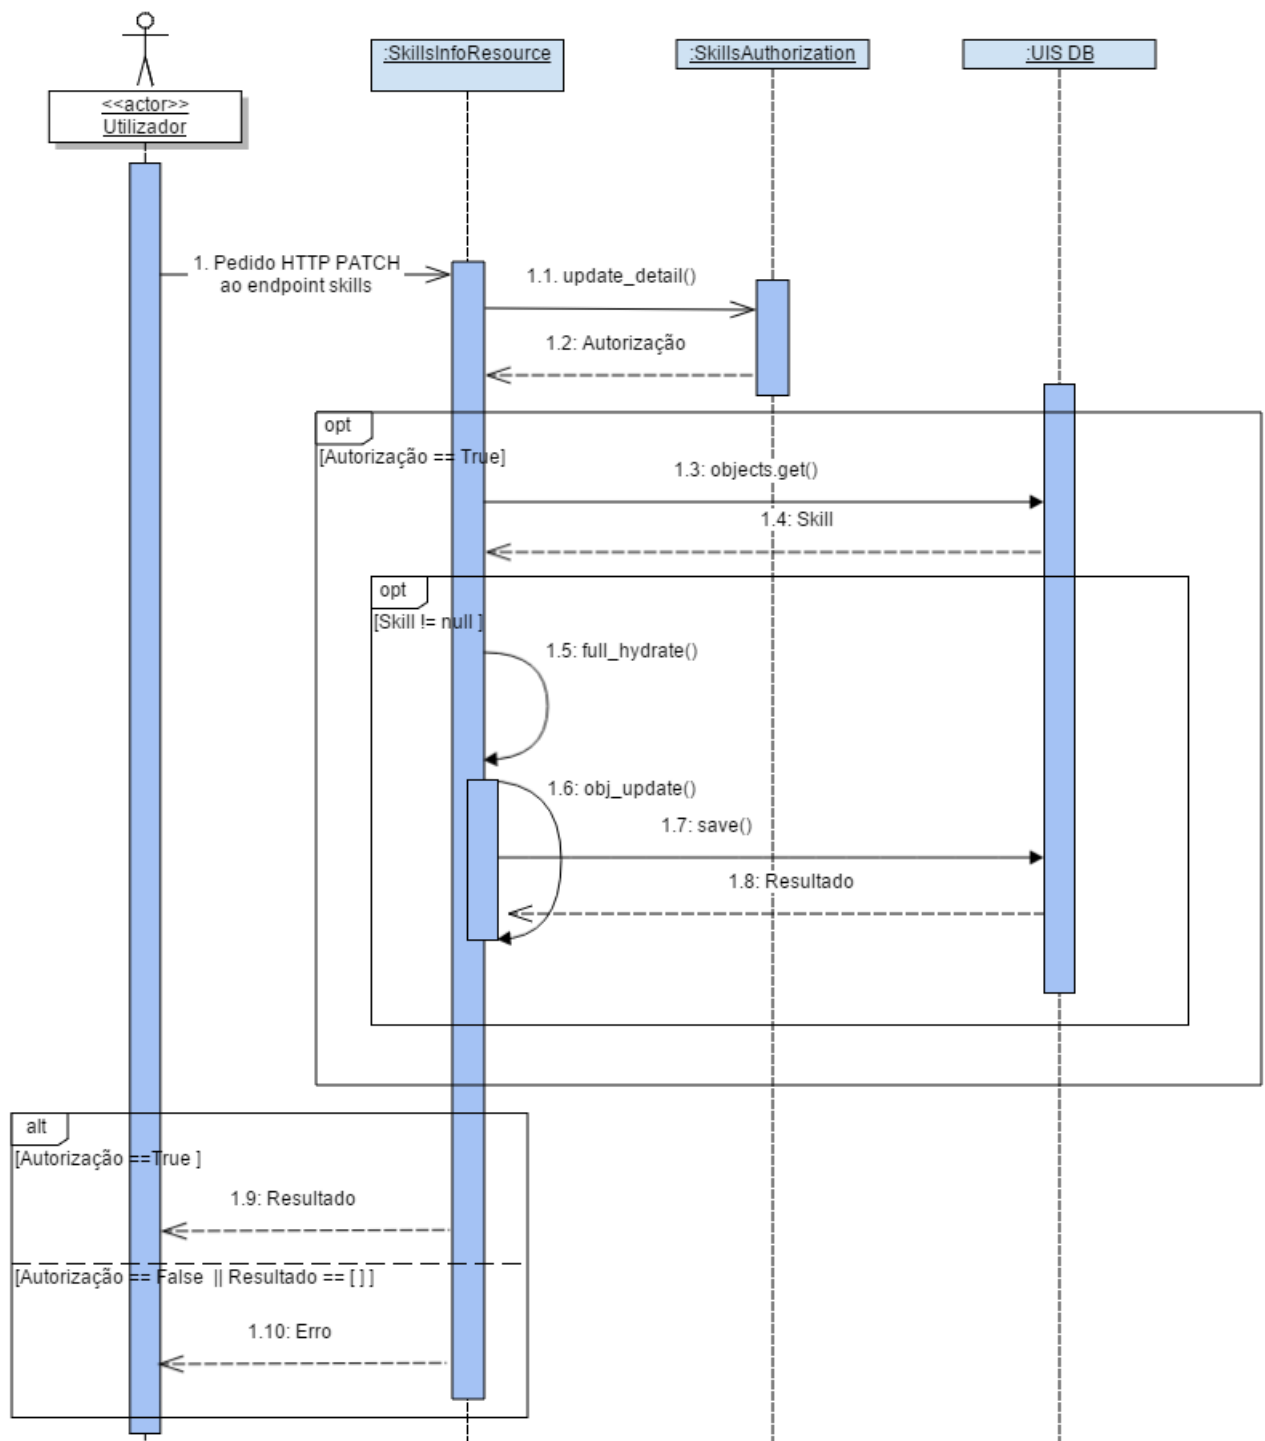 <<actor>>
Utilizador
:SkillsInfoResource
:SkillsAuthorization
:UIS DB
1. Pedido HTTP PATCH
ao endpoint skills
1.1. update_detail()
1.2: Autorização
opt
[Autorização == True]
1.3: objects.get()
1.4: Skill
opt
[Skill != null ]
1.5: full_hydrate()
1.6: obj_update()
1.7: save()
1.8: Resultado
alt
[Autorização ==True ]
1.9: Resultado
[Autorização == False || Resultado == [ ] ]
1.10: Erro